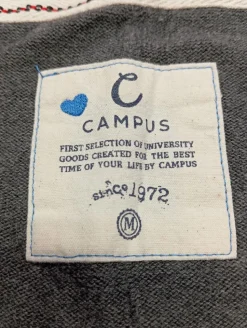 C
CAMPUS
FIRST SELECTION OF UNIVERSITY
GOODS CREATED FOR THE BEST
TIME OF YOUR LIFE BY CAMPUS
since 1972
M